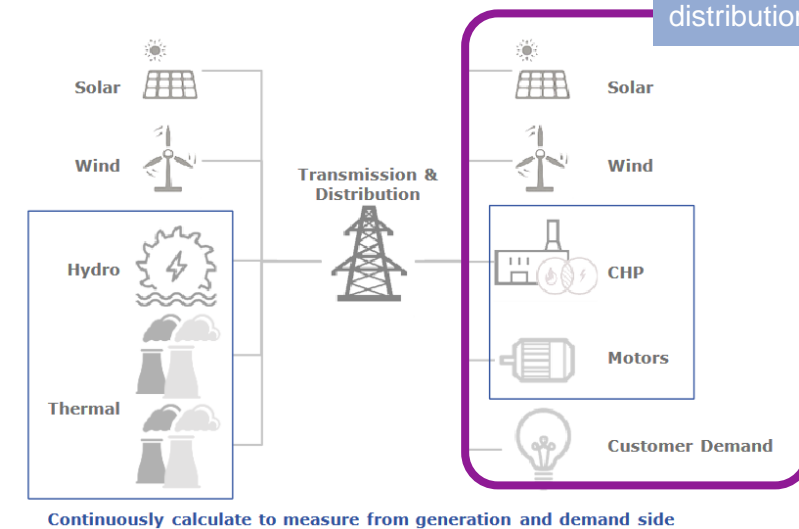 distribution
Solar
Wind
Hydro
Thermal
Transmission &
Distribution
Solar
Wind
CHP
Motors
Customer Demand
Continuously calculate to measure from generation and demand side